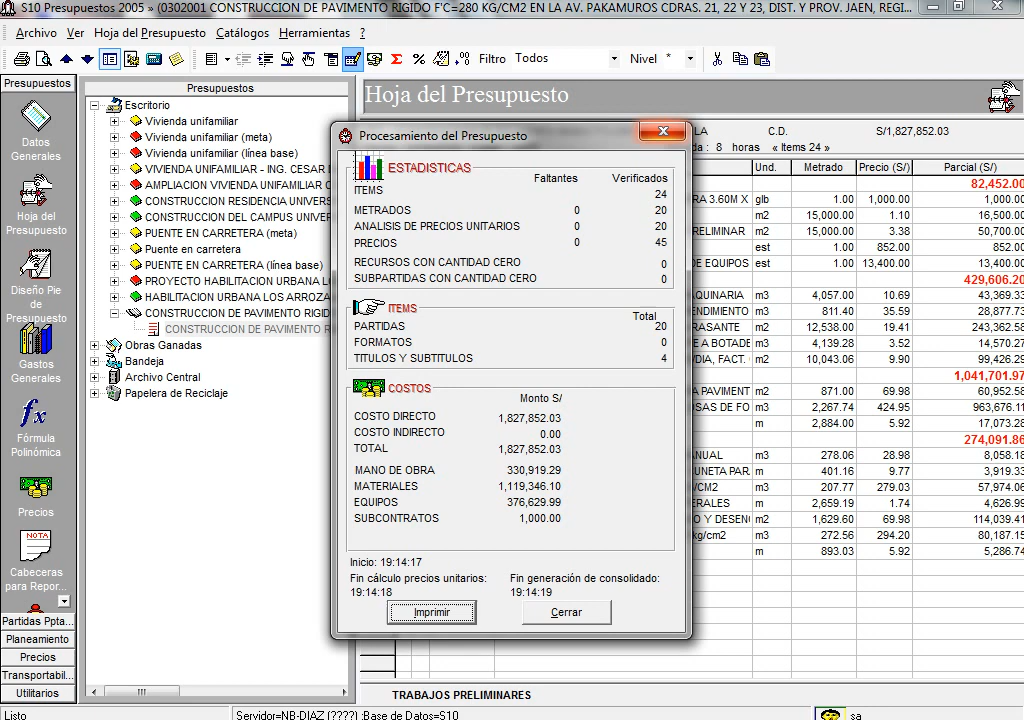 S10 Presupuestos 2005 » (0302001 CONSTRUCCION DE PAVIMENTO RIGIDO F'C=280 KG/CM2 EN LA AV. PAKAMUROS CDRAS. 21, 22 Y 23, DIST. Y PROV. JAEN, REGI...
Archivo Ver Hoja del Presupuesto Catálogos Herramientas ?
Filtro Todos Nivel *
Presupuestos
Datos
Generales
Hoja del
Presupuesto
Diseño Pie
de
Presupuesto
Gastos
Generales
fx
Fórmula
Polinómica
Precios
NOTA
Cabeceras
para Repor...
Partidas Ppta...
Planeamiento
Precios
Transportabil...
Utilitarios
Presupuestos
Escritorio
Vivienda unifamiliar
Vivienda unifamiliar (meta)
Vivienda unifamiliar (línea base)
VIVIENDA UNIFAMILIAR - ING. CESAR
AMPLIACION VIVIENDA UNIFAMILIAR C
CONSTRUCCION RESIDENCIA UNIVERS
CONSTRUCCION DEL CAMPUS UNIVE
PUENTE EN CARRETERA (meta)
Puente en carretera
PUENTE EN CARRETERA (línea base)
PROYECTO HABILITACION URBANA LO
HABILITACION URBANA LOS ARROZA
CONSTRUCCION DE PAVIMENTO RIGID
CONSTRUCCION DE PAVIMENTO R
Obras Ganadas
Bandeja
Archivo Central
Papelera de Reciclaje
Hoja del Presupuesto
LA C.D. S/1,827,852.03
da : 8 horas « Items 24 »
Und. Metrado Precio (S/) Parcial (S/)
82,452.00
RA 3.60M X glb 1.00 1,000.00 1,000.00
m2 15,000.00 1.10 16,500.00
RELIMINAR m2 15,000.00 3.38 50,700.00
est 1.00 852.00 852.00
DE EQUIPOS est 1.00 13,400.00 13,400.00
429,606.20
QUINARIA m3 4,057.00 10.69 43,369.33
ENDIMIENTO m3 811.40 35.59 28,877.73
RASANTE m2 12,538.00 19.41 243,362.58
E A BOTADE m3 4,139.28 3.52 14,570.27
/DIA, FACT. m2 10,043.06 9.90 99,426.29
1,041,701.97
A PAVIMENT m2 871.00 69.98 60,952.58
OSAS DE FO m3 2,267.74 424.95 963,676.11
m 2,884.00 5.92 17,073.28
274,091.86
ANUAL m3 278.06 28.98 8,058.18
CUNETA PAR. m 401.16 9.77 3,919.33
/CM2 m3 207.77 279.03 57,974.06
ERALES m 2,659.19 1.74 4,626.99
O Y DESEN m2 1,629.60 69.98 114,039.41
kg/cm2 m3 272.56 294.20 80,187.15
m 893.03 5.92 5,286.74
TRABAJOS PRELIMINARES
Procesamiento del Presupuesto
ESTADISTICAS
Faltantes Verificados
ITEMS 24
METRADOS 0 20
ANALISIS DE PRECIOS UNITARIOS 0 20
PRECIOS 0 45
RECURSOS CON CANTIDAD CERO 0
SUBPARTIDAS CON CANTIDAD CERO 0
ITEMS
Total
PARTIDAS 20
FORMATOS 0
TITULOS Y SUBTITULOS 4
COSTOS
Monto S/
COSTO DIRECTO 1,827,852.03
COSTO INDIRECTO 0.00
TOTAL 1,827,852.03
MANO DE OBRA 330,919.29
MATERIALES 1,119,346.10
EQUIPOS 376,629.99
SUBCONTRATOS 1,000.00
Inicio: 19:14:17
Fin cálculo precios unitarios: Fin generación de consolidado:
19:14:18 19:14:19
Imprimir Cerrar
Listo Servidor=NB-DIAZ (????) ;Base de Datos=S10 sa